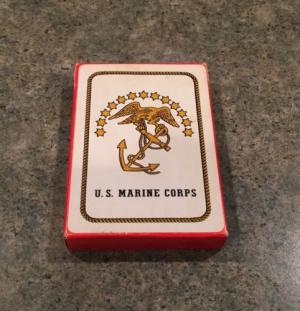 U. S. MARINE CORPS